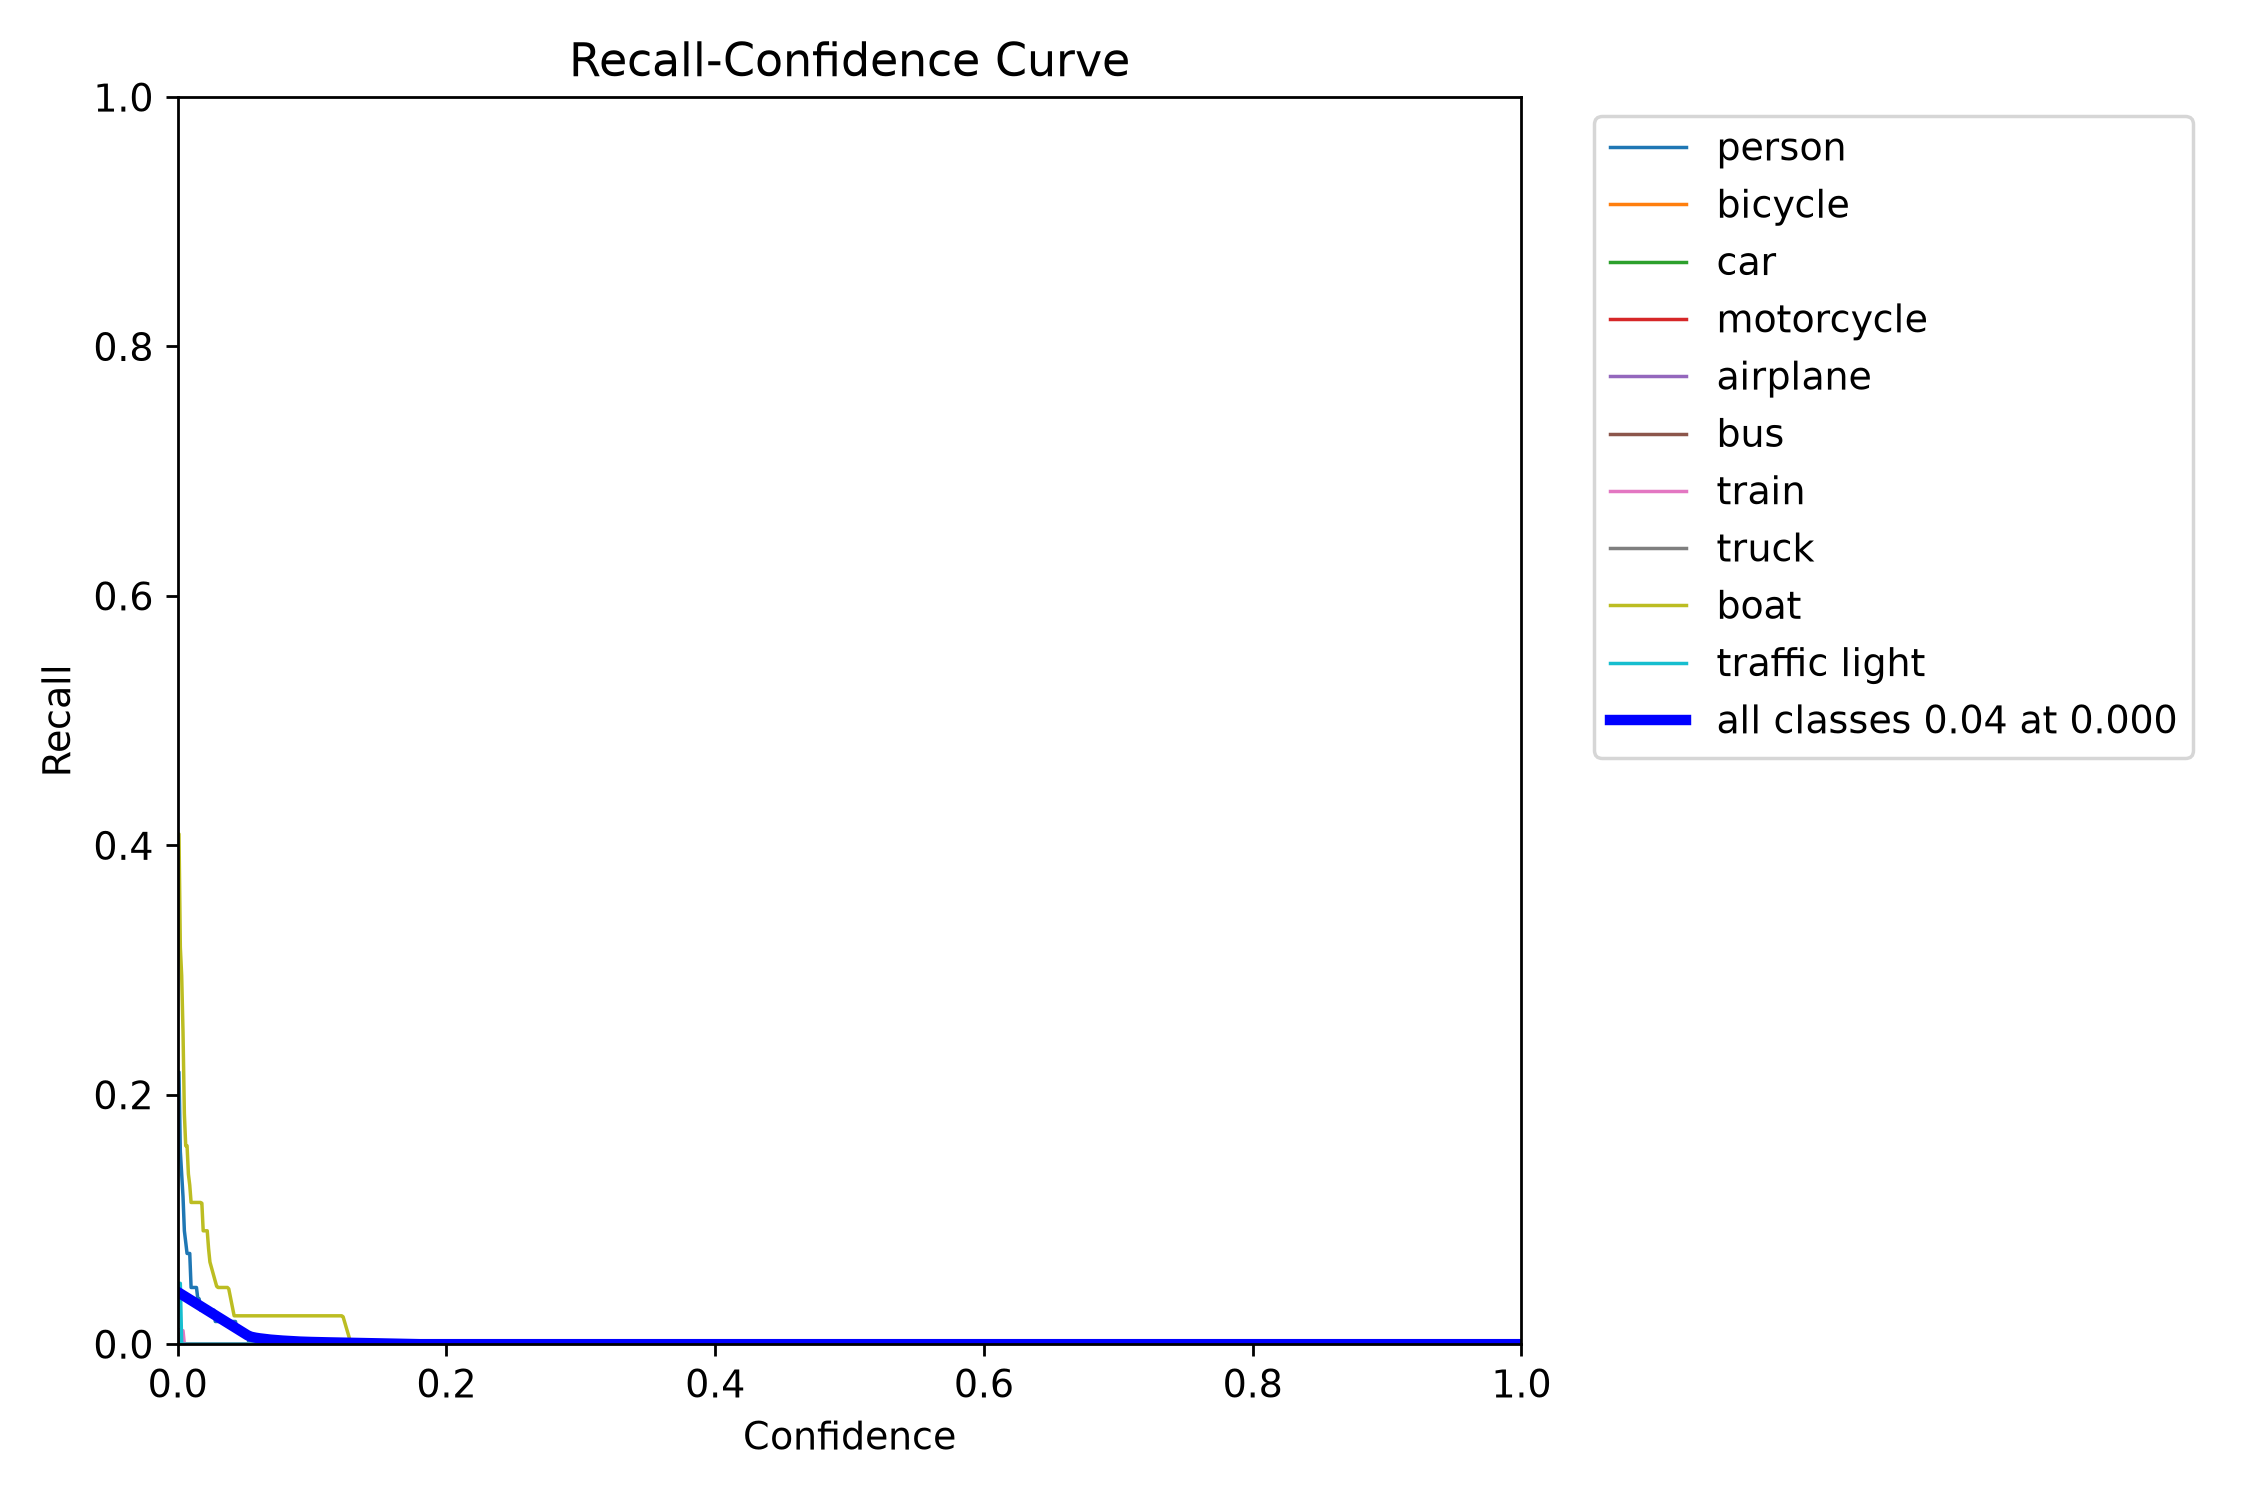 Recall-Confidence Curve
1.0
0.8
0.6
0.4
0.2
0.0
Recall
0.0 0.2 0.4 0.6 0.8 1.0
Confidence
person
bicycle
car
motorcycle
airplane
bus
train
truck
boat
traffic light
all classes 0.04 at 0.000